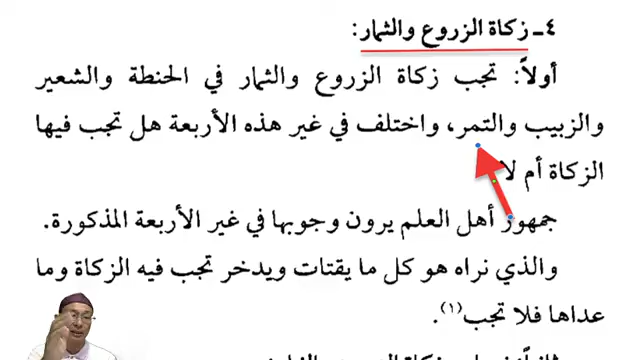 ٤ـ زكاة الزروع والثمار:
أولاً: تجب زكاة الزروع والثمار في الحنطة والشعير
والزبيب والتمر، واختلف في غير هذه الأربعة هل تجب فيها
الزكاة أم لا
جمهور أهل العلم يرون وجوبها في غير الأربعة المذكورة.
والذي نراه هو كل ما يقتات ويدخر تجب فيه الزكاة وما
عداها فلا تجب(١).